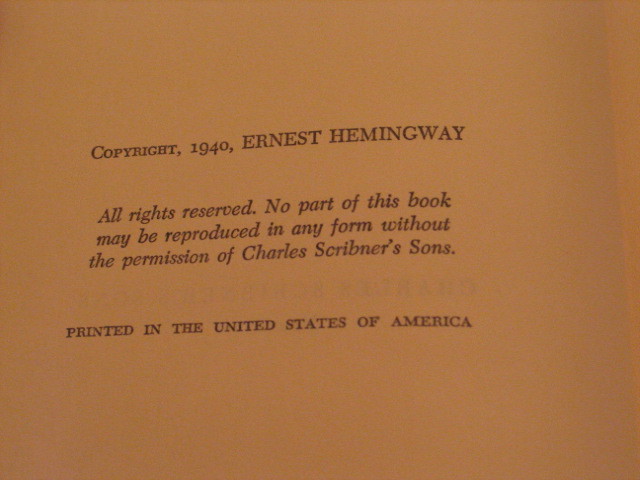 COPYRIGHT, 1940, ERNEST HEMINGWAY
All rights reserved. No part of this book
may be reproduced in any form without
the permission of Charles Scribner's Sons.
PRINTED IN THE UNITED STATES OF AMERICA